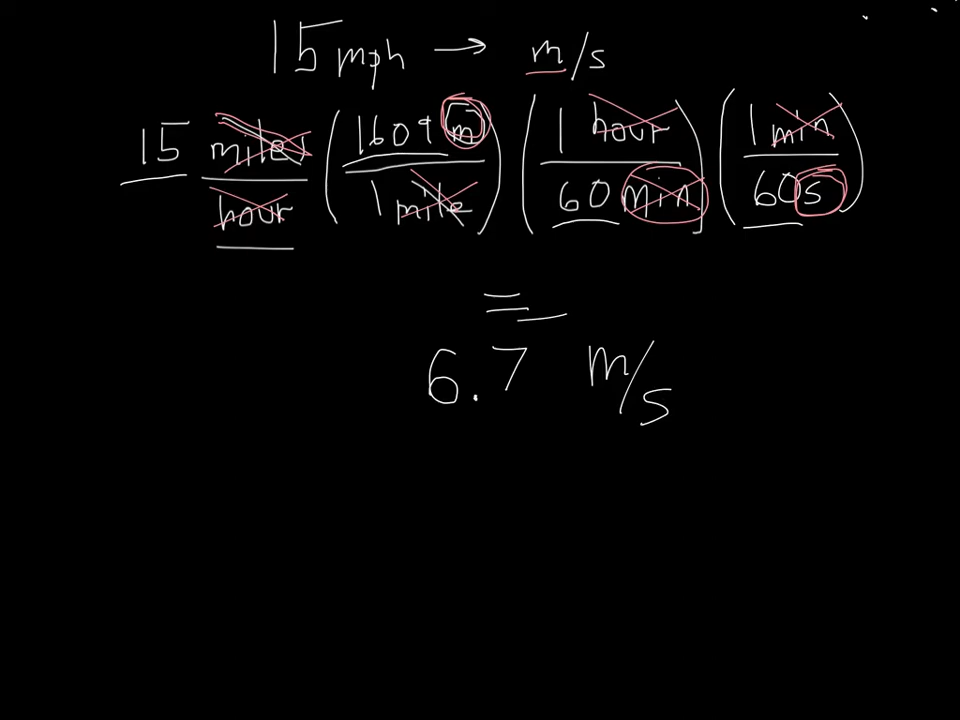 15 mph → m/s
15 miles/hour (1609 m/1 mile) (1 hour/60 min) (1 min/60 s)
=
6.7 m/s